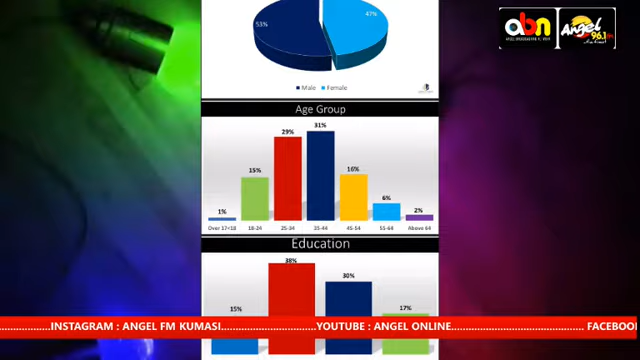 53%
47%
Male Female
abn
Angel
96.1
Age Group
1%
15%
29%
31%
16%
6%
2%
Over 17<18 18-24 25-34 35-44 45-54 55-64 Above 64
Education
15%
38%
30%
17%
....................INSTAGRAM : ANGEL FM KUMASI..............................YOUTUBE : ANGEL ONLINE.......................................... FACEBOO